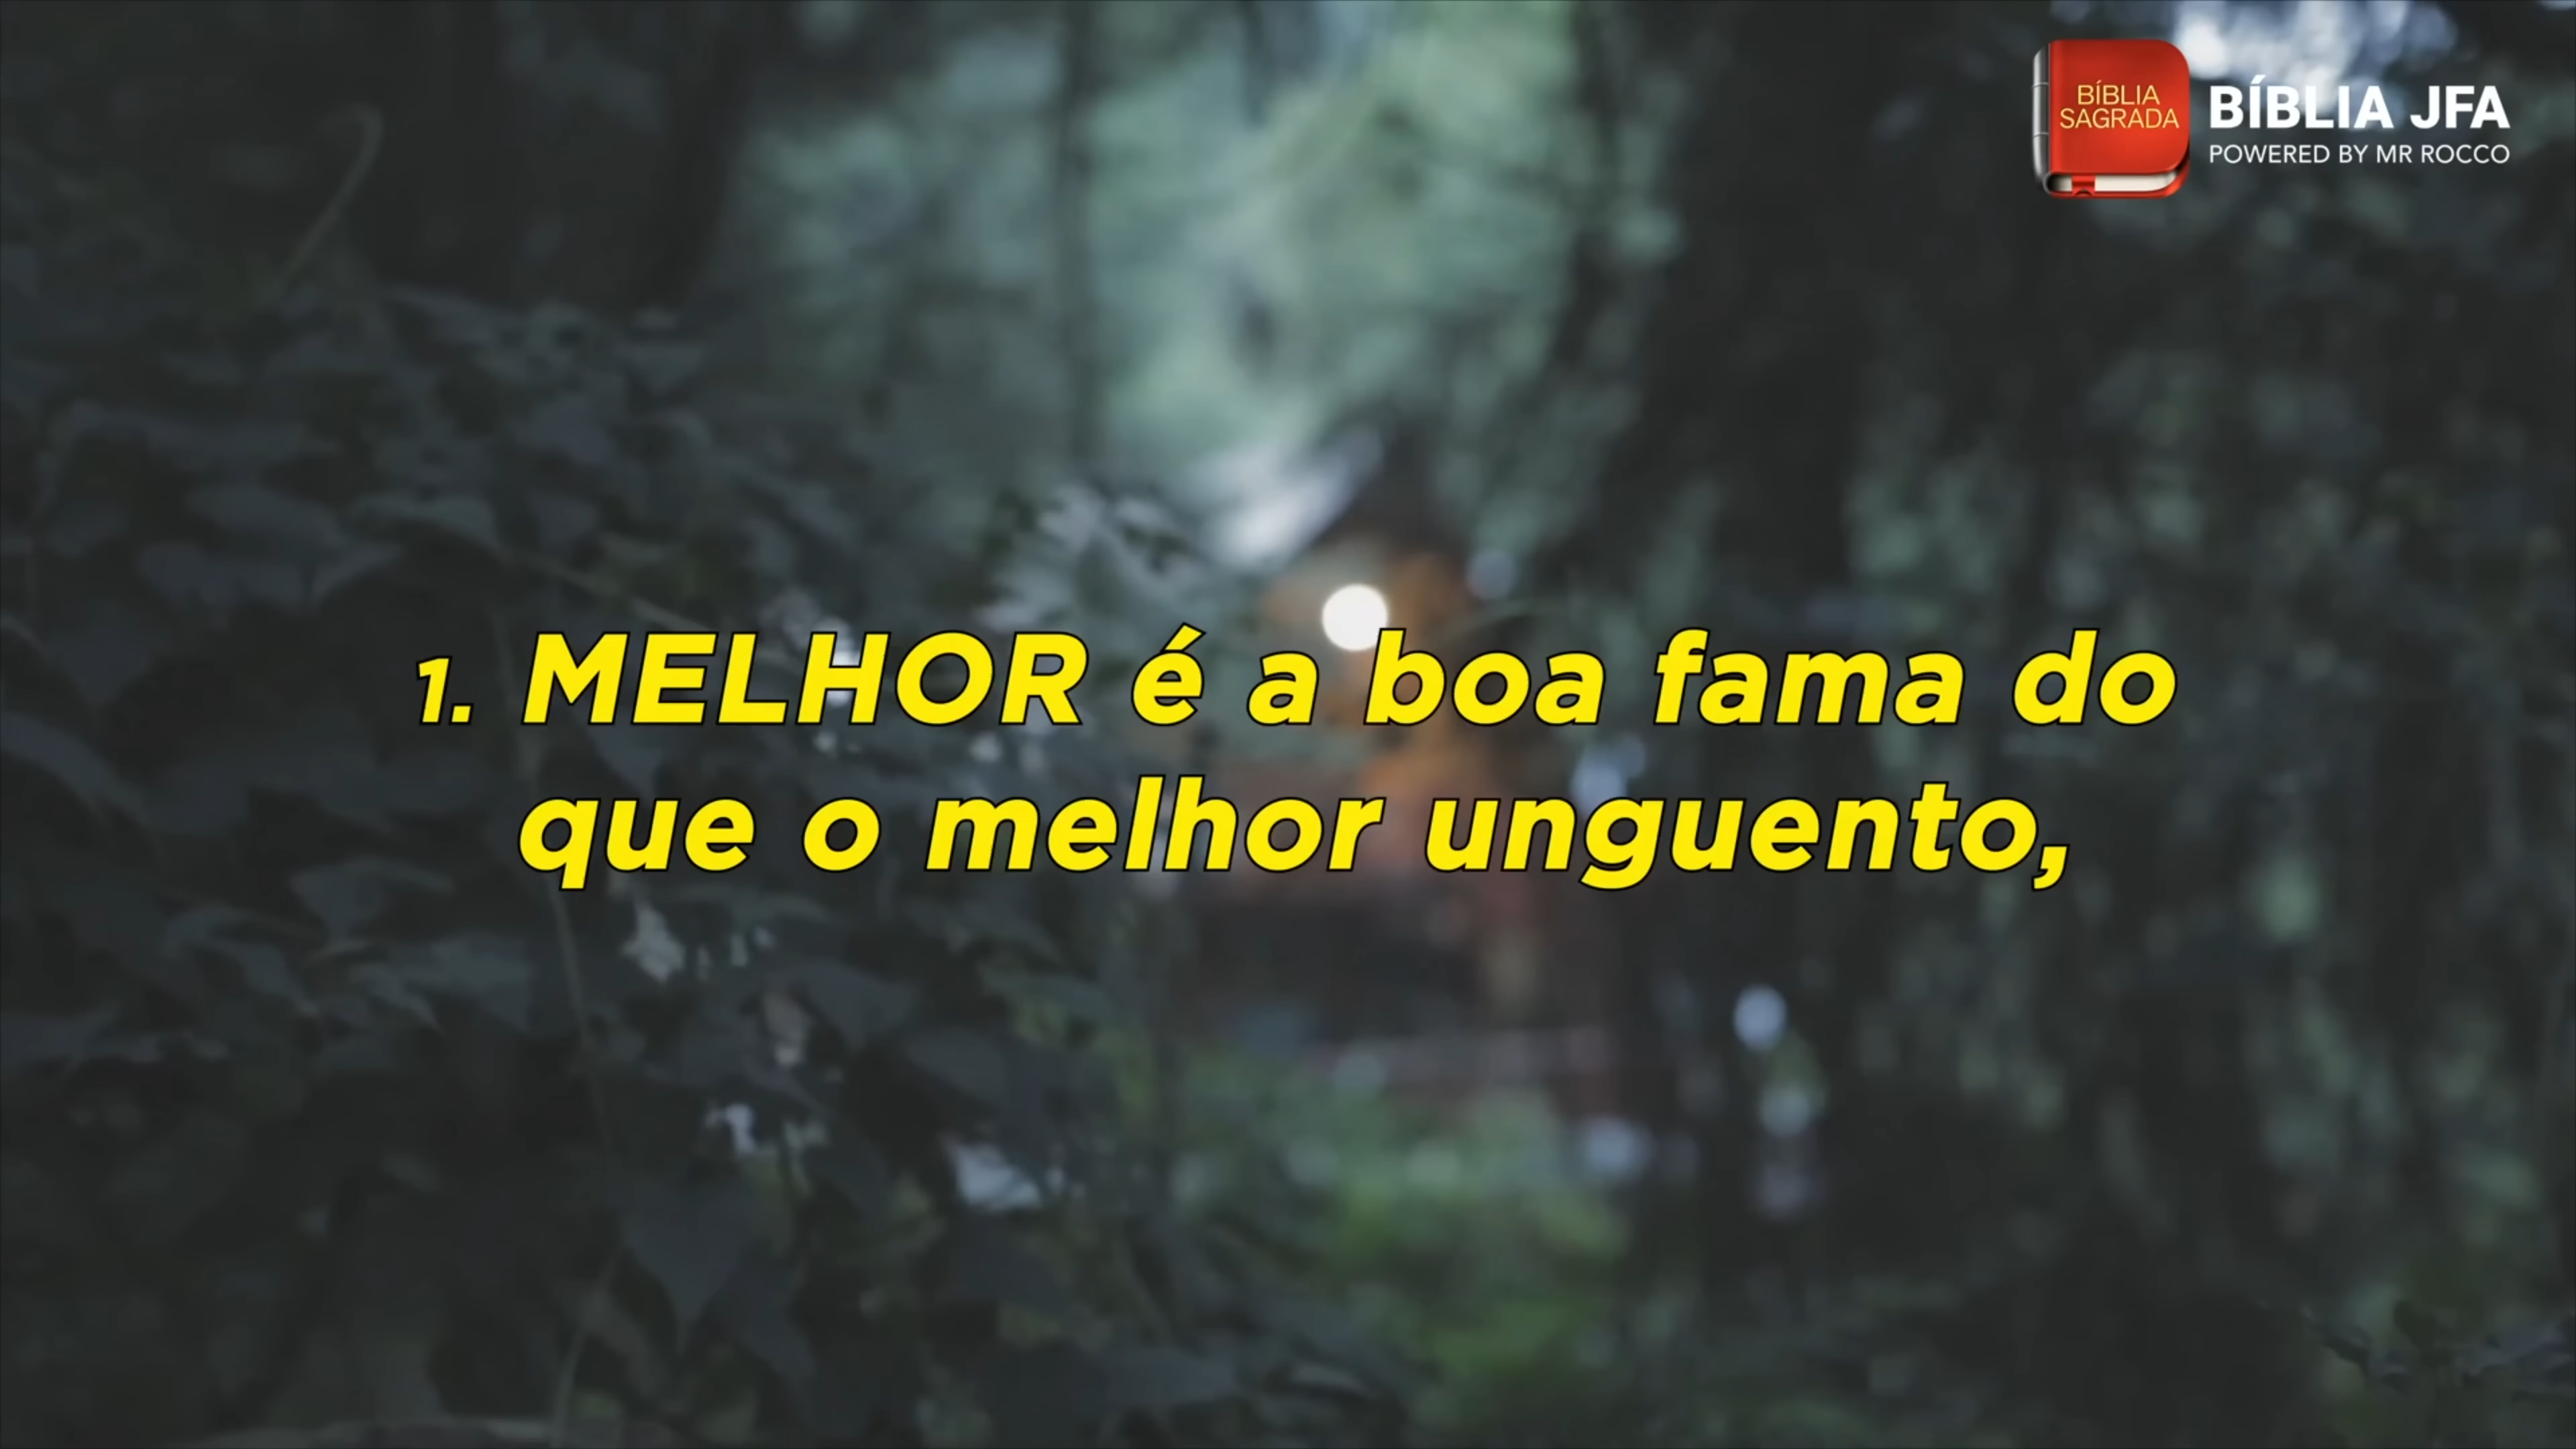 BÍBLIA
SAGRADA
BÍBLIA JFA
POWERED BY MR ROCCO
1. MELHOR é a boa fama do
que o melhor unguento,